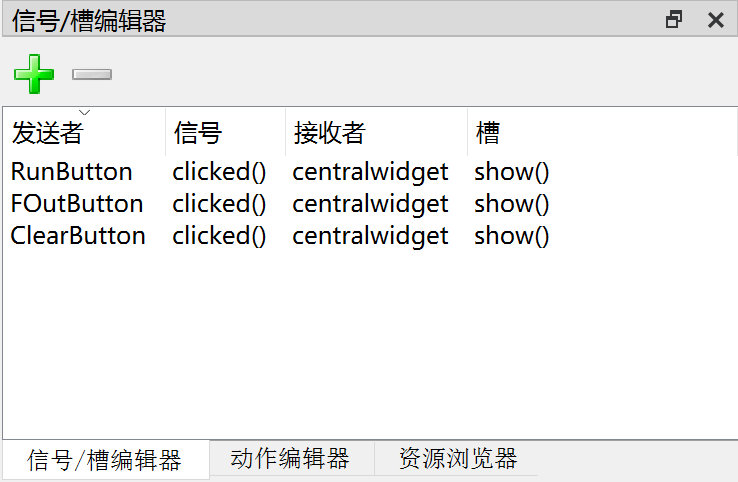 信号/槽编辑器
发送者 信号 接收者 槽
RunButton clicked() centralwidget show()
FOutButton clicked() centralwidget show()
ClearButton clicked() centralwidget show()
信号/槽编辑器 动作编辑器 资源浏览器